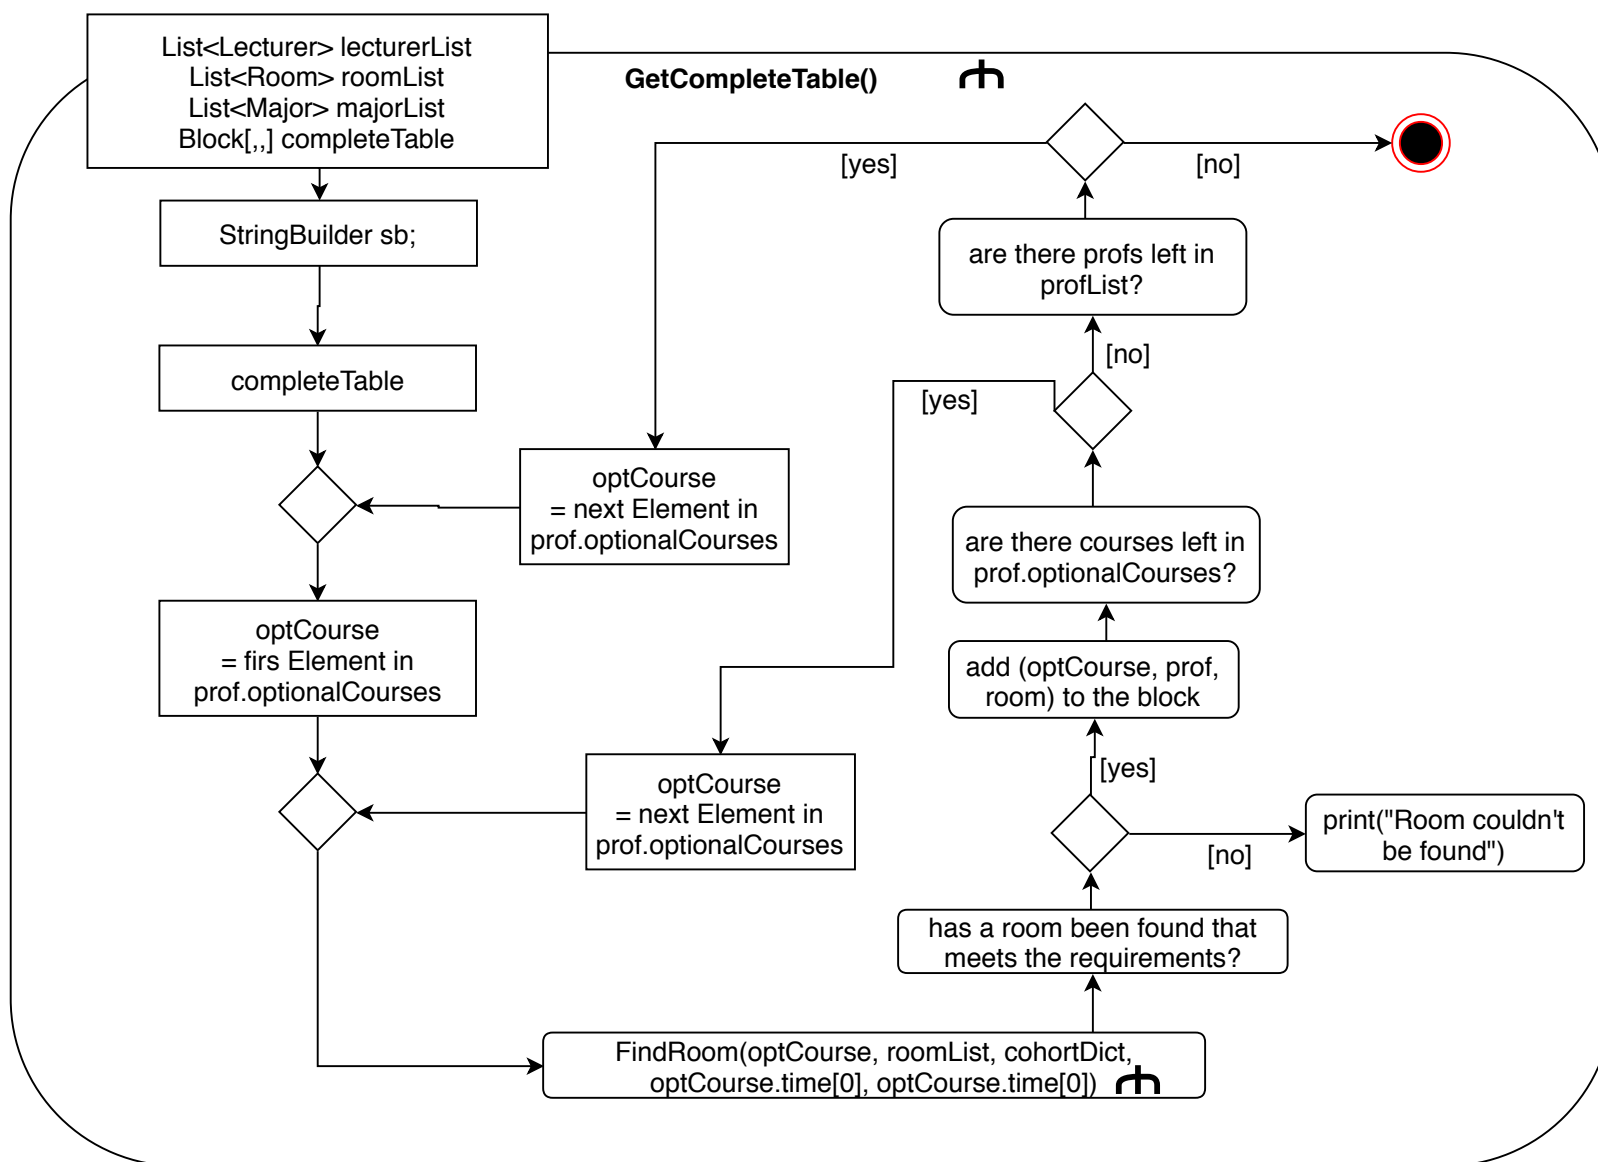 List<Lecturer> lecturerList
List<Room> roomList
List<Major> majorList
Block[,,] completeTable
GetCompleteTable()
StringBuilder sb;
completeTable
optCourse
= next Element in
prof.optionalCourses
optCourse
= firs Element in
prof.optionalCourses
optCourse
= next Element in
prof.optionalCourses
FindRoom(optCourse, roomList, cohortDict,
optCourse.time[0], optCourse.time[0])
has a room been found that
meets the requirements?
[no]
print("Room couldn't
be found")
[yes]
add (optCourse, prof,
room) to the block
are there courses left in
prof.optionalCourses?
[yes]
[no]
are there profs left in
profList?
[yes]
[no]